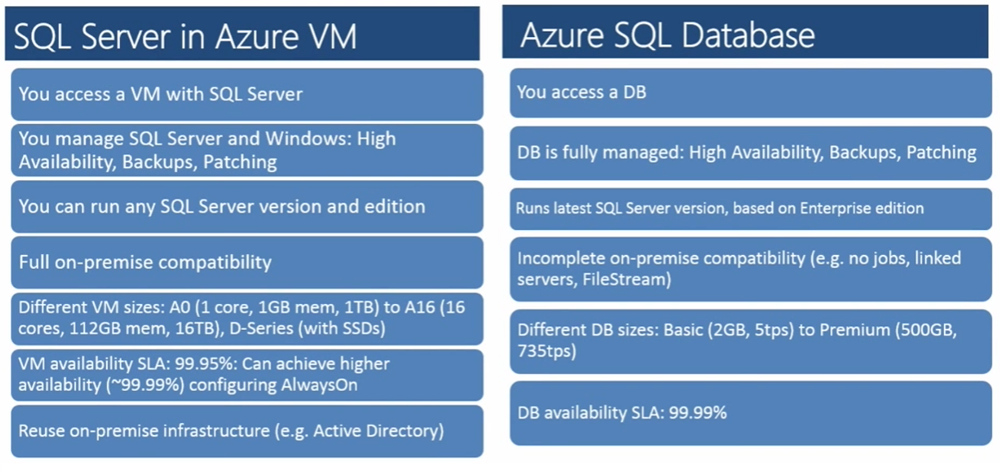 SQL Server in Azure VM
You access a VM with SQL Server
You manage SQL Server and Windows: High
Availability, Backups, Patching
You can run any SQL Server version and edition
Full on-premise compatibility
Different VM sizes: A0 (1 core, 1GB mem, 1TB) to A16 (16
cores, 112GB mem, 16TB), D-Series (with SSDs)
VM availability SLA: 99.95%: Can achieve higher
availability (~99.99%) configuring AlwaysOn
Reuse on-premise infrastructure (e.g. Active Directory)
Azure SQL Database
You access a DB
DB is fully managed: High Availability, Backups, Patching
Runs latest SQL Server version, based on Enterprise edition
Incomplete on-premise compatibility (e.g. no jobs, linked
servers, FileStream)
Different DB sizes: Basic (2GB, 5tps) to Premium (500GB,
735tps)
DB availability SLA: 99.99%